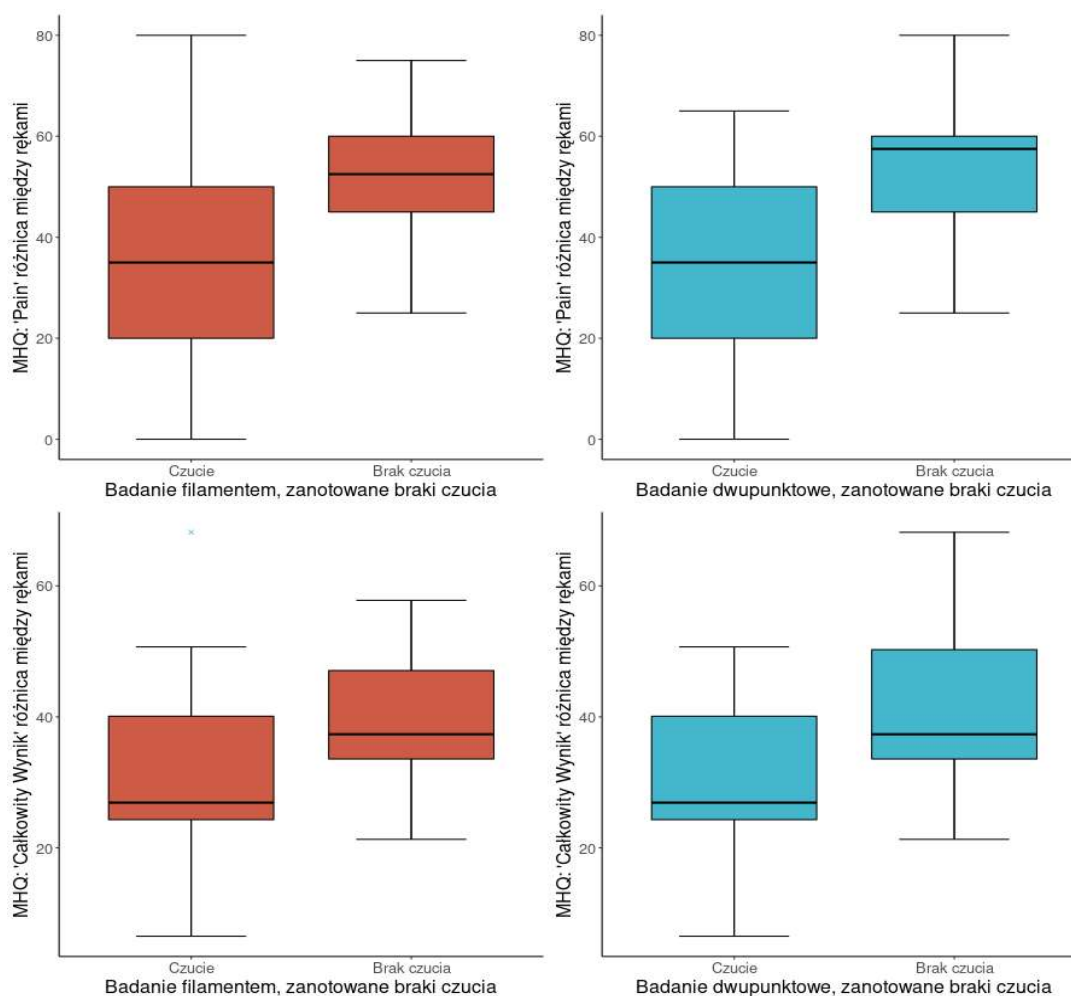 MHQ: 'Pain' różnica między rękami
80
60
40
20
0
Czucie Brak czucia
Badanie filamentem, zanotowane braki czucia
MHQ: 'Pain' różnica między rękami
80
60
40
20
0
Czucie Brak czucia
Badanie dwupunktowe, zanotowane braki czucia
MHQ: 'Całkowity Wynik' różnica między rękami
60
40
20
Czucie Brak czucia
Badanie filamentem, zanotowane braki czucia
MHQ: 'Całkowity Wynik' różnica między rękami
60
40
20
Czucie Brak czucia
Badanie dwupunktowe, zanotowane braki czucia